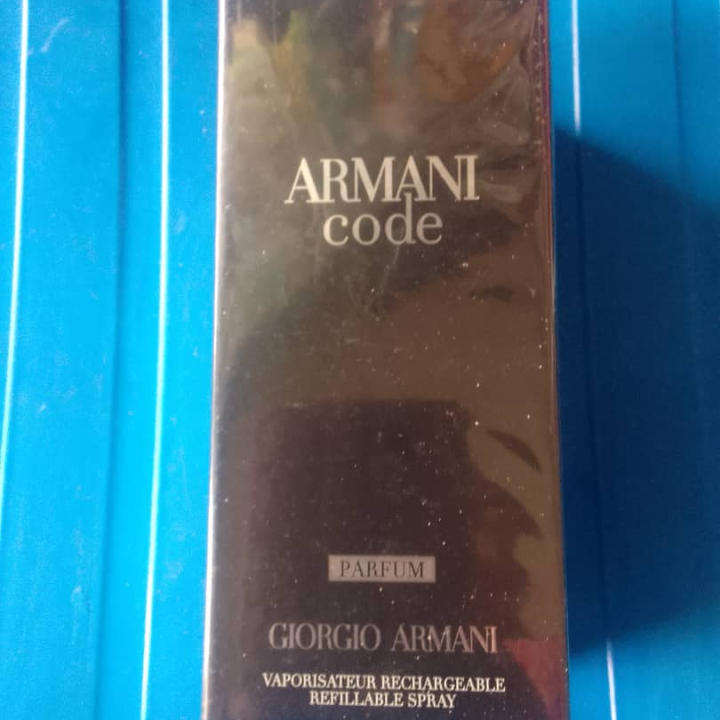 ARMANI
code
PARFUM
GIORGIO ARMANI
VAPORISATEUR RECHARGEABLE
REFILLABLE SPRAY